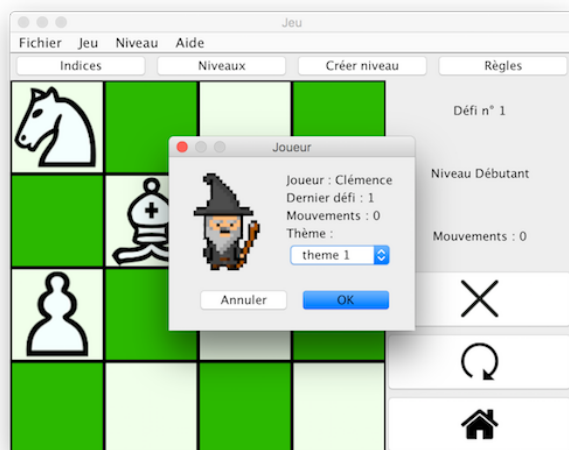 Jeu
Fichier Jeu Niveau Aide
Indices Niveaux Créer niveau Règles
Défi n° 1
Niveau Débutant
Mouvements : 0
Joueur
Joueur : Clémence
Dernier défi : 1
Mouvements : 0
Thème :
theme 1
Annuler OK